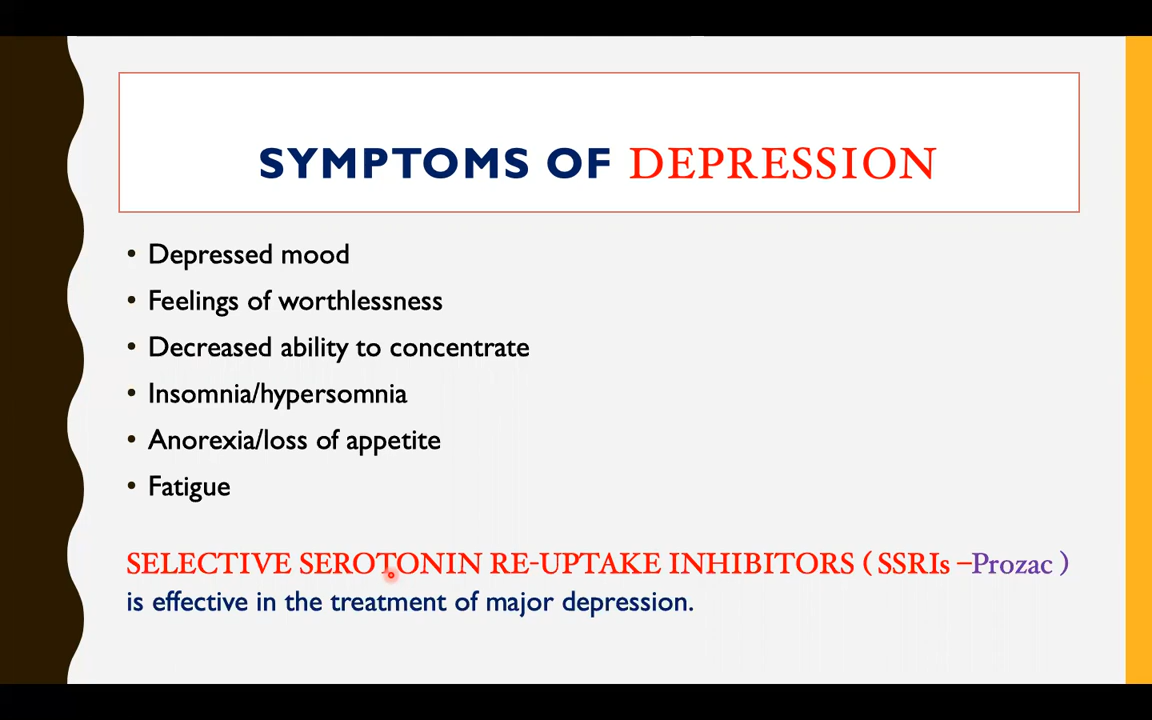 SYMPTOMS OF DEPRESSION
• Depressed mood
• Feelings of worthlessness
• Decreased ability to concentrate
• Insomnia/hypersomnia
• Anorexia/loss of appetite
• Fatigue
SELECTIVE SEROTONIN RE-UPTAKE INHIBITORS ( SSRIs –Prozac )
is effective in the treatment of major depression.